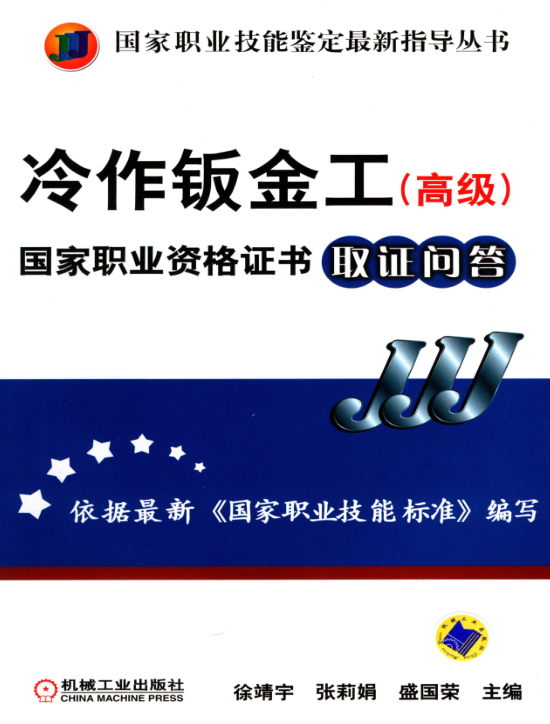 国家职业技能鉴定最新指导丛书
冷作钣金工(高级)
国家职业资格证书 取证问答
JJJ
依据最新《国家职业技能标准》编写
机械工业出版社
CHINA MACHINE PRESS
徐靖宇 张莉娟 盛国荣 主编